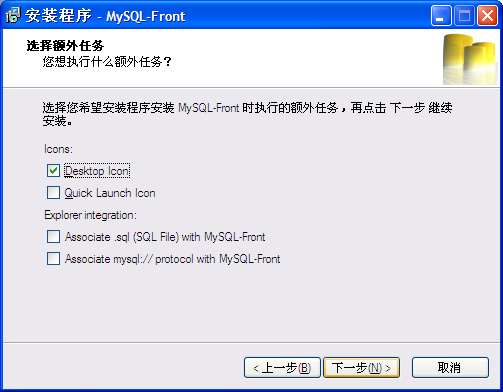 安装程序 - MySQL-Front
选择额外任务
您想执行什么额外任务？
选择您希望安装程序安装 MySQL-Front 时执行的额外任务，再点击 下一步 继续
安装。
Icons:
Desktop Icon
Quick Launch Icon
Explorer integration:
Associate .sql (SQL File) with MySQL-Front
Associate mysql:// protocol with MySQL-Front
< 上一步(B)
下一步(N) >
取消